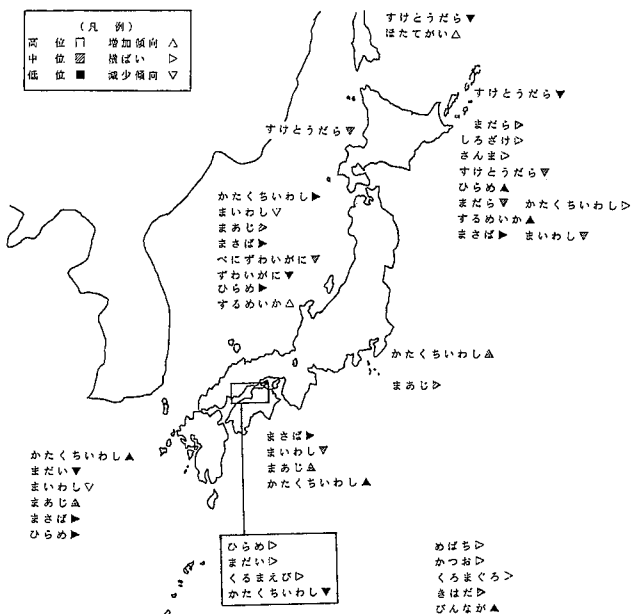 (凡 例)
高 位 □ 増加傾向 △
中 位 ▨ 横ばい ▷
低 位 ■ 減少傾向 ▽
すけとうだら▼
ほたてがい△
すけとうだら▼
すけとうだら▽
まだら▷
しろざけ▷
さんま▷
すけとうだら▽
ひらめ▲
まだら▽ かたくちいわし▷
するめいか▲
まさば▶ まいわし▽
かたくちいわし▶
まいわし▽
まあじ▷
まさば▶
べにずわいがに▽
ずわいがに▼
ひらめ▶
するめいか△
かたくちいわし△
まあじ▷
まさば▶
まいわし▽
まあじ△
かたくちいわし▲
かたくちいわし▲
まだい▼
まいわし▽
まあじ△
まさば▶
ひらめ▶
ひらめ▷
まだい▷
くるまえび▷
かたくちいわし▼
めばち▷
かつお▷
くろまぐろ▷
きはだ▷
びんなが▲